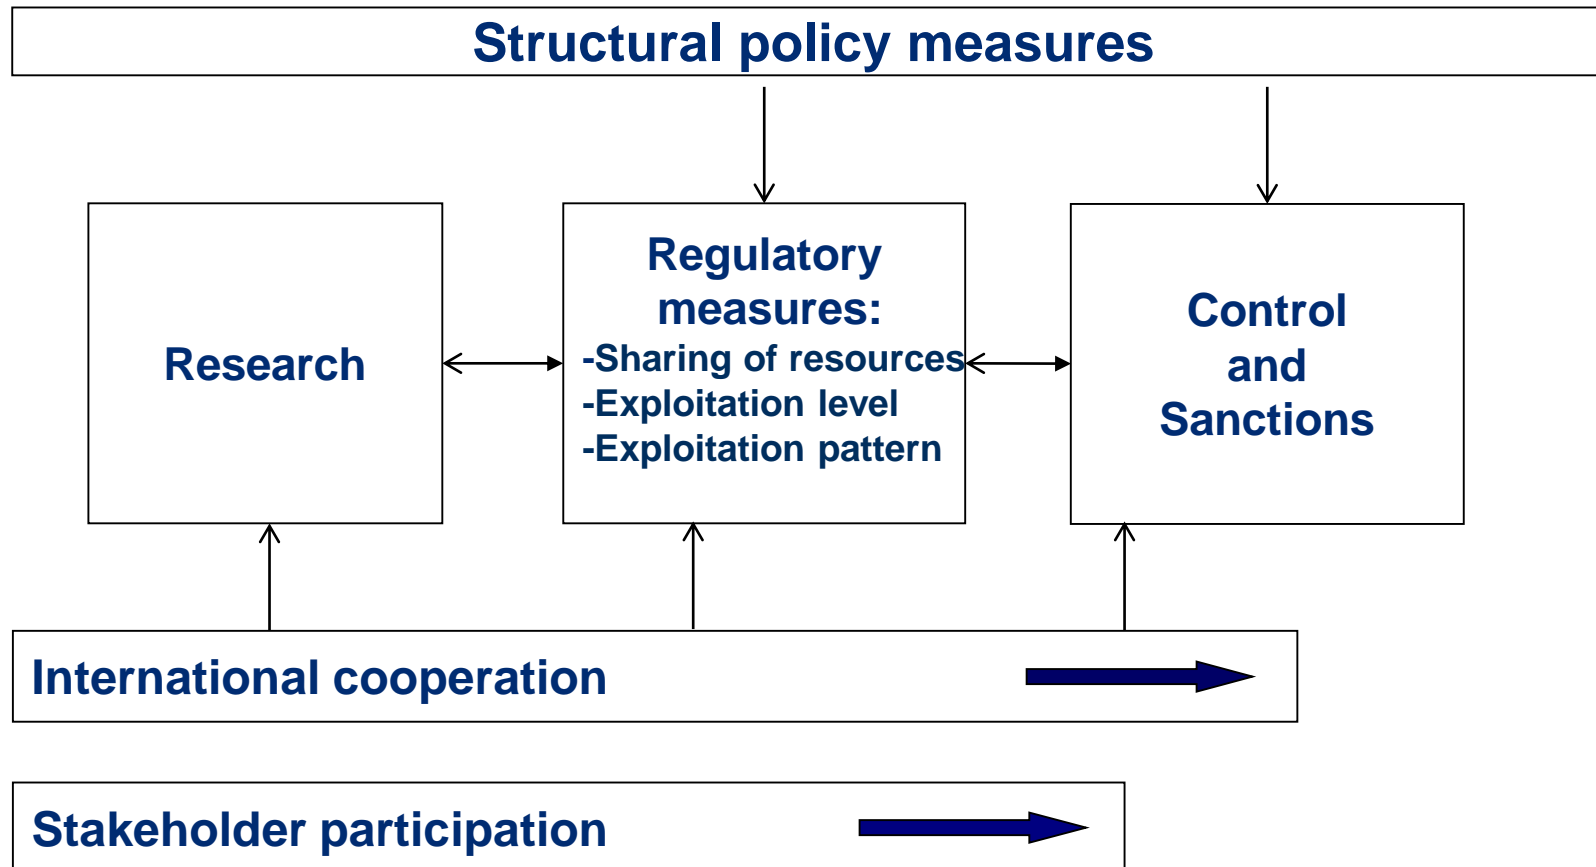 Structural policy measures
Research
Regulatory
measures:
-Sharing of resources
-Exploitation level
-Exploitation pattern
Control
and
Sanctions
International cooperation
Stakeholder participation